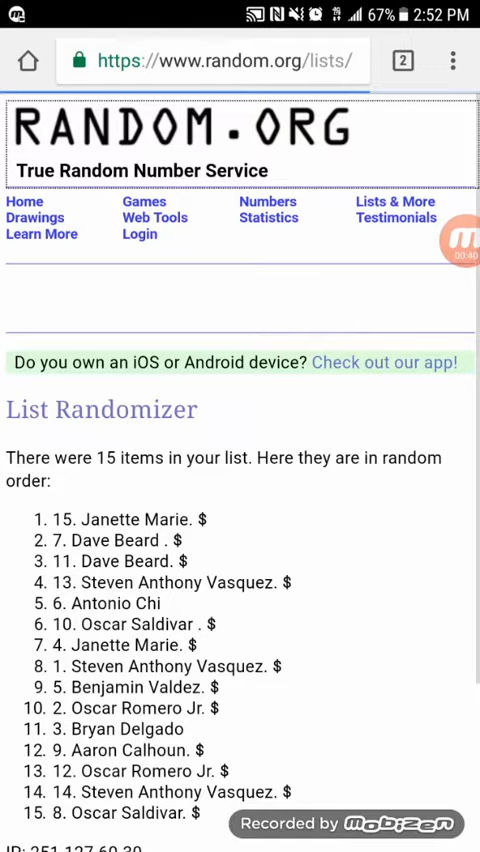 67% 2:52 PM
https://www.random.org/lists/
2
RANDOM.ORG
True Random Number Service
Home Games Numbers Lists & More
Drawings Web Tools Statistics Testimonials
Learn More Login
00:40
Do you own an iOS or Android device? Check out our app!
List Randomizer
There were 15 items in your list. Here they are in random
order:
1. 15. Janette Marie. $
2. 7. Dave Beard . $
3. 11. Dave Beard. $
4. 13. Steven Anthony Vasquez. $
5. 6. Antonio Chi
6. 10. Oscar Saldivar . $
7. 4. Janette Marie. $
8. 1. Steven Anthony Vasquez. $
9. 5. Benjamin Valdez. $
10. 2. Oscar Romero Jr. $
11. 3. Bryan Delgado
12. 9. Aaron Calhoun. $
13. 12. Oscar Romero Jr. $
14. 14. Steven Anthony Vasquez. $
15. 8. Oscar Saldivar. $
Recorded by mobizen